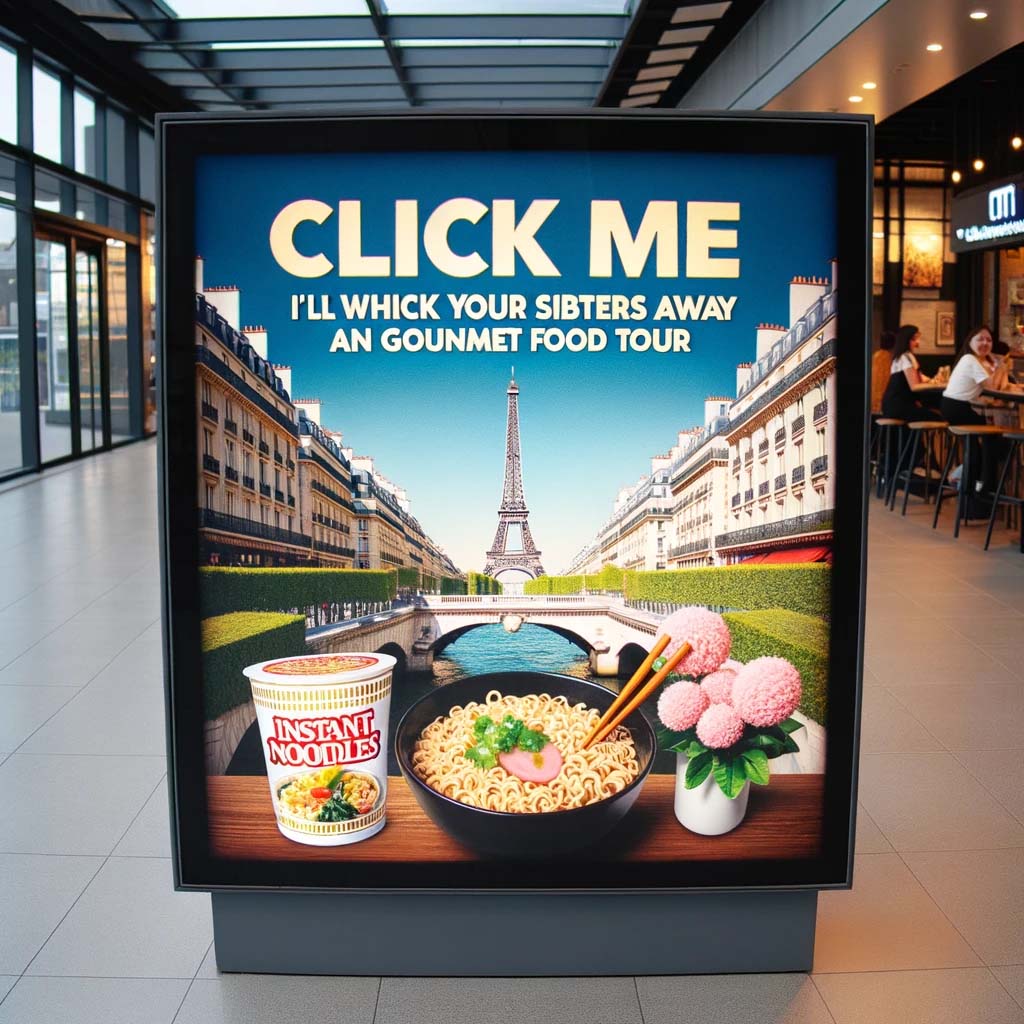 CLICK ME
I'LL WHICK YOUR SIBTERS AWAY
AN GOUNMET FOOD TOUR
INSTANT
NOODLES